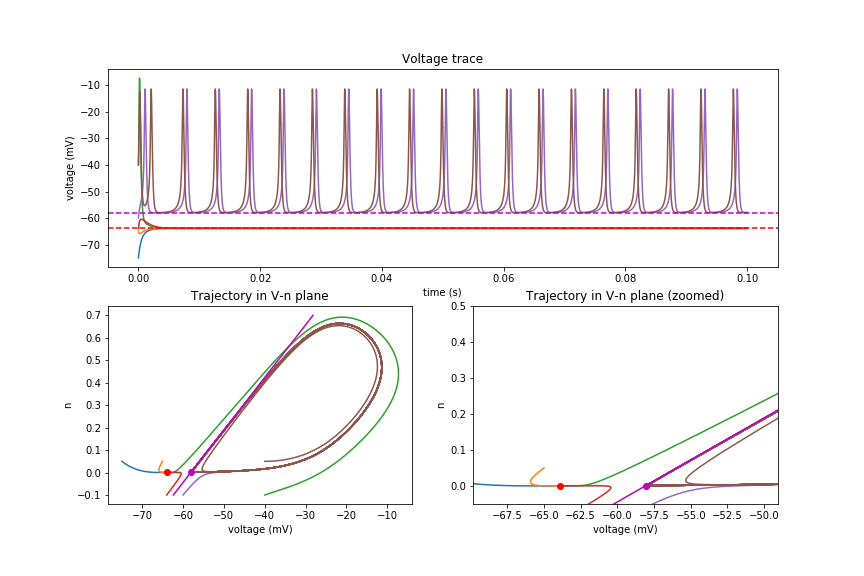 Voltage trace
voltage (mV)
−10
−20
−30
−40
−50
−60
−70
0.00 0.02 0.04 0.06 0.08 0.10
time (s)
Trajectory in V-n plane
n
0.7
0.6
0.5
0.4
0.3
0.2
0.1
0.0
−0.1
−70 −60 −50 −40 −30 −20 −10
voltage (mV)
Trajectory in V-n plane (zoomed)
n
0.5
0.4
0.3
0.2
0.1
0.0
−67.5 −65.0 −62.5 −60.0 −57.5 −55.0 −52.5 −50.0
voltage (mV)